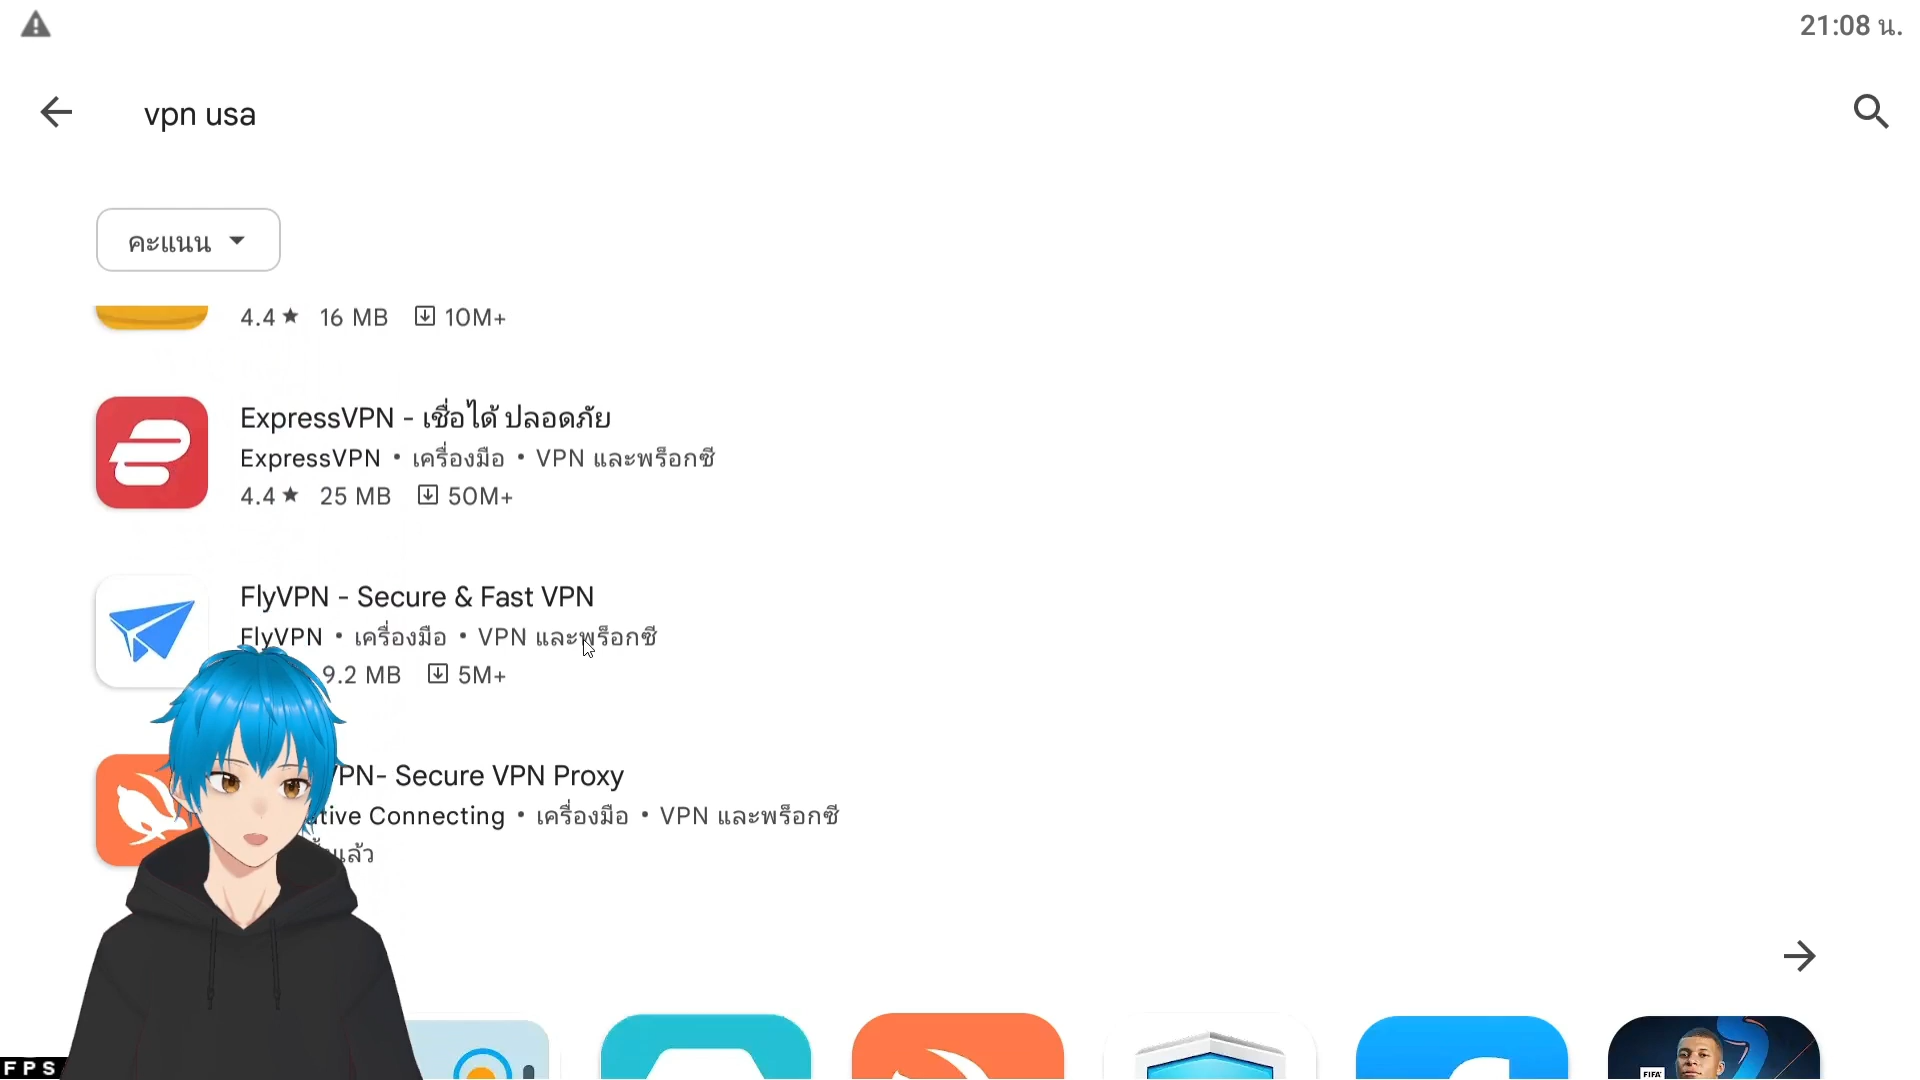 21:08 น.
vpn usa
คะแนน
4.4 ★ 16 MB 10M+
ExpressVPN - เชื่อได้ ปลอดภัย
ExpressVPN • เครื่องมือ • VPN และพร็อกซี
4.4 ★ 25 MB 50M+
FlyVPN - Secure & Fast VPN
FlyVPN • เครื่องมือ • VPN และพร็อกซี
9.2 MB 5M+
VPN- Secure VPN Proxy
Connecting • เครื่องมือ • VPN และพร็อกซี
แล้ว
FIFA
FPS